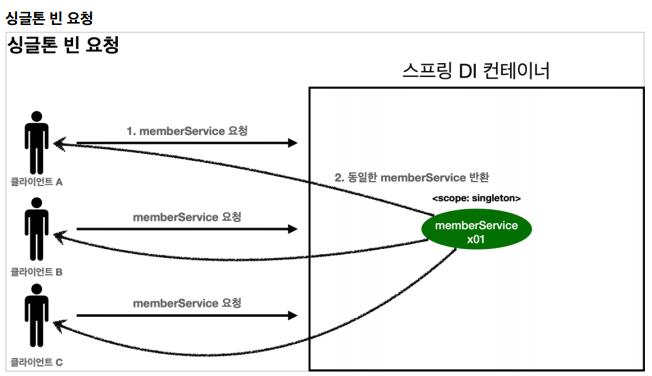 싱글톤 빈 요청
싱글톤 빈 요청
스프링 DI 컨테이너
1. memberService 요청
클라이언트 A
2. 동일한 memberService 반환
<scope: singleton>
memberService 요청
memberService
x01
클라이언트 B
memberService 요청
클라이언트 C